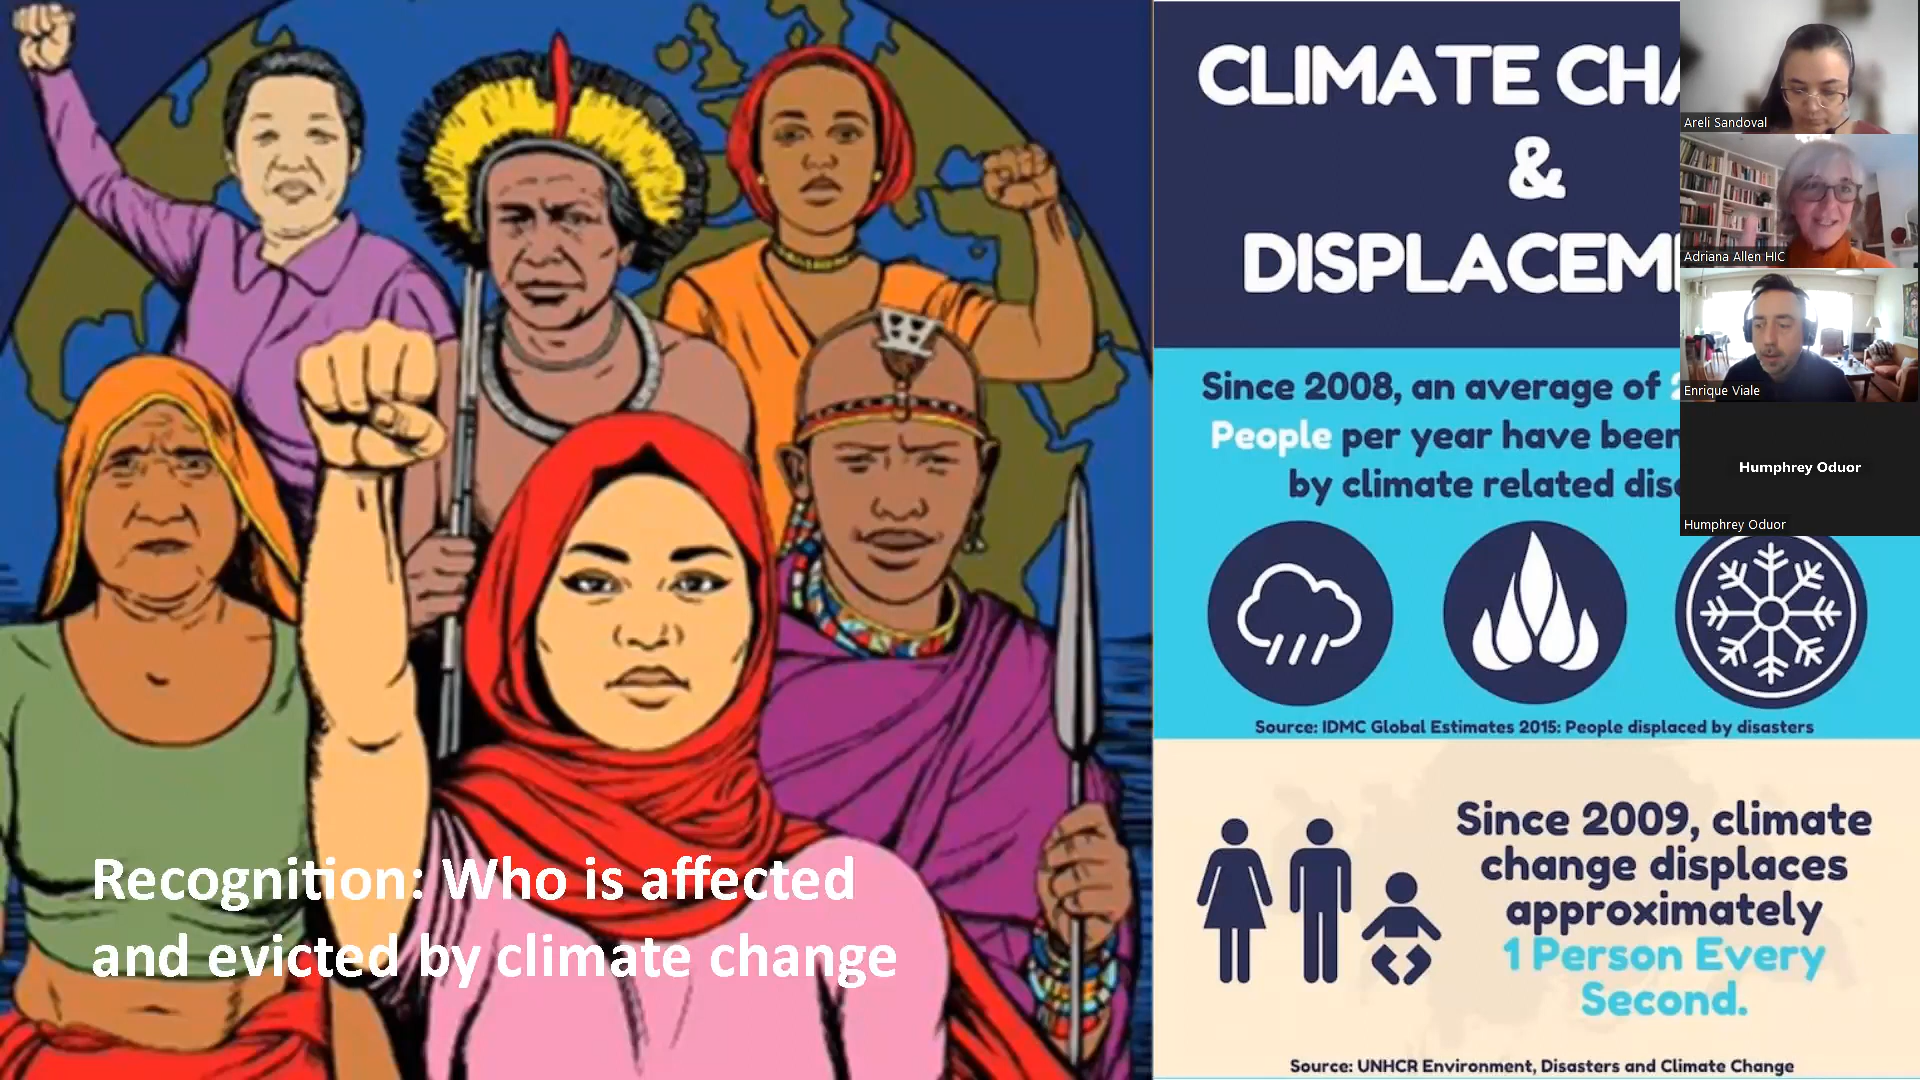 Recognition: Who is affected
and evicted by climate change
CLIMATE
&
Since 2008, an average of
People per year have been
by climate related
Source: IDMC Global Estimates 2015: People displaced by disasters
Since 2009, climate
change displaces
approximately
1 Person Every
Second.
Source: UNHCR Environment, Disasters and Climate Change
Areli Sandoval
Adriana Allen HIC
Enrique Viale
Humphrey Oduor
Humphrey Oduor